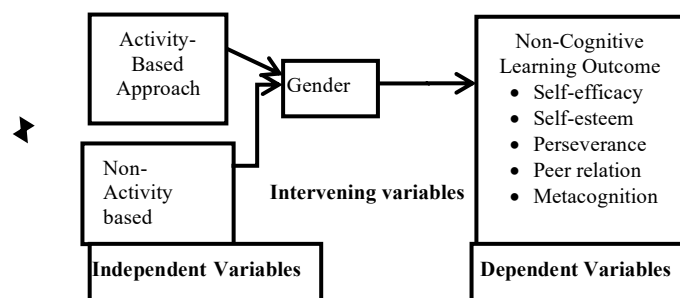 Activity-
Based
Approach
Non-
Activity
based
Independent Variables
Gender
Intervening variables
Non-Cognitive
Learning Outcome
• Self-efficacy
• Self-esteem
• Perseverance
• Peer relation
• Metacognition
Dependent Variables